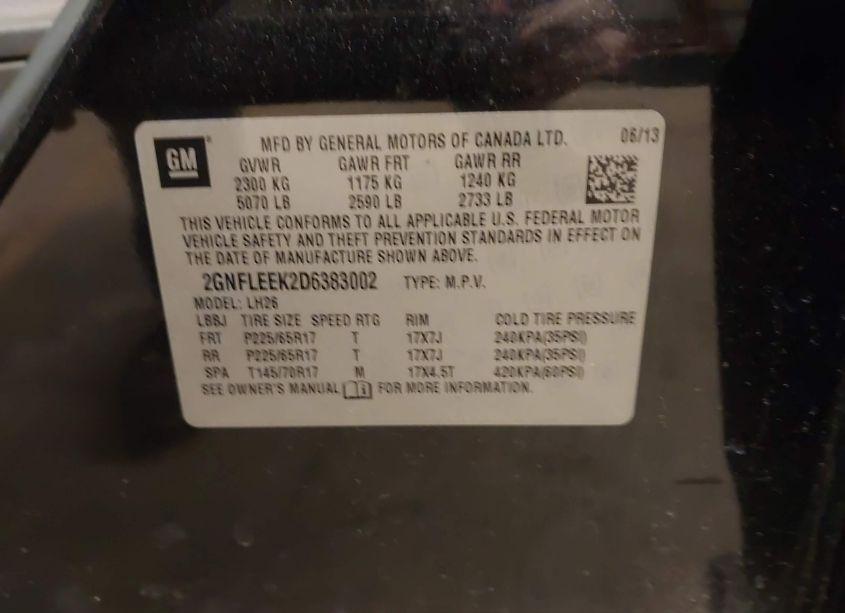 GM
MFD BY GENERAL MOTORS OF CANADA LTD. 06/13
GVWR GAWR FRT GAWR RR
2300 KG 1175 KG 1240 KG
5070 LB 2590 LB 2733 LB
THIS VEHICLE CONFORMS TO ALL APPLICABLE U.S. FEDERAL MOTOR
VEHICLE SAFETY AND THEFT PREVENTION STANDARDS IN EFFECT ON
THE DATE OF MANUFACTURE SHOWN ABOVE.
2GNFLEEK2D6383002 TYPE: M.P.V.
MODEL: LH26
LBBJ TIRE SIZE SPEED RTG RIM COLD TIRE PRESSURE
FRT P225/65R17 T 17X7J 240KPA(35PSI)
RR P225/65R17 T 17X7J 240KPA(35PSI)
SPA T145/70R17 M 17X4.5T 420KPA(60PSI)
SEE OWNER'S MANUAL FOR MORE INFORMATION.